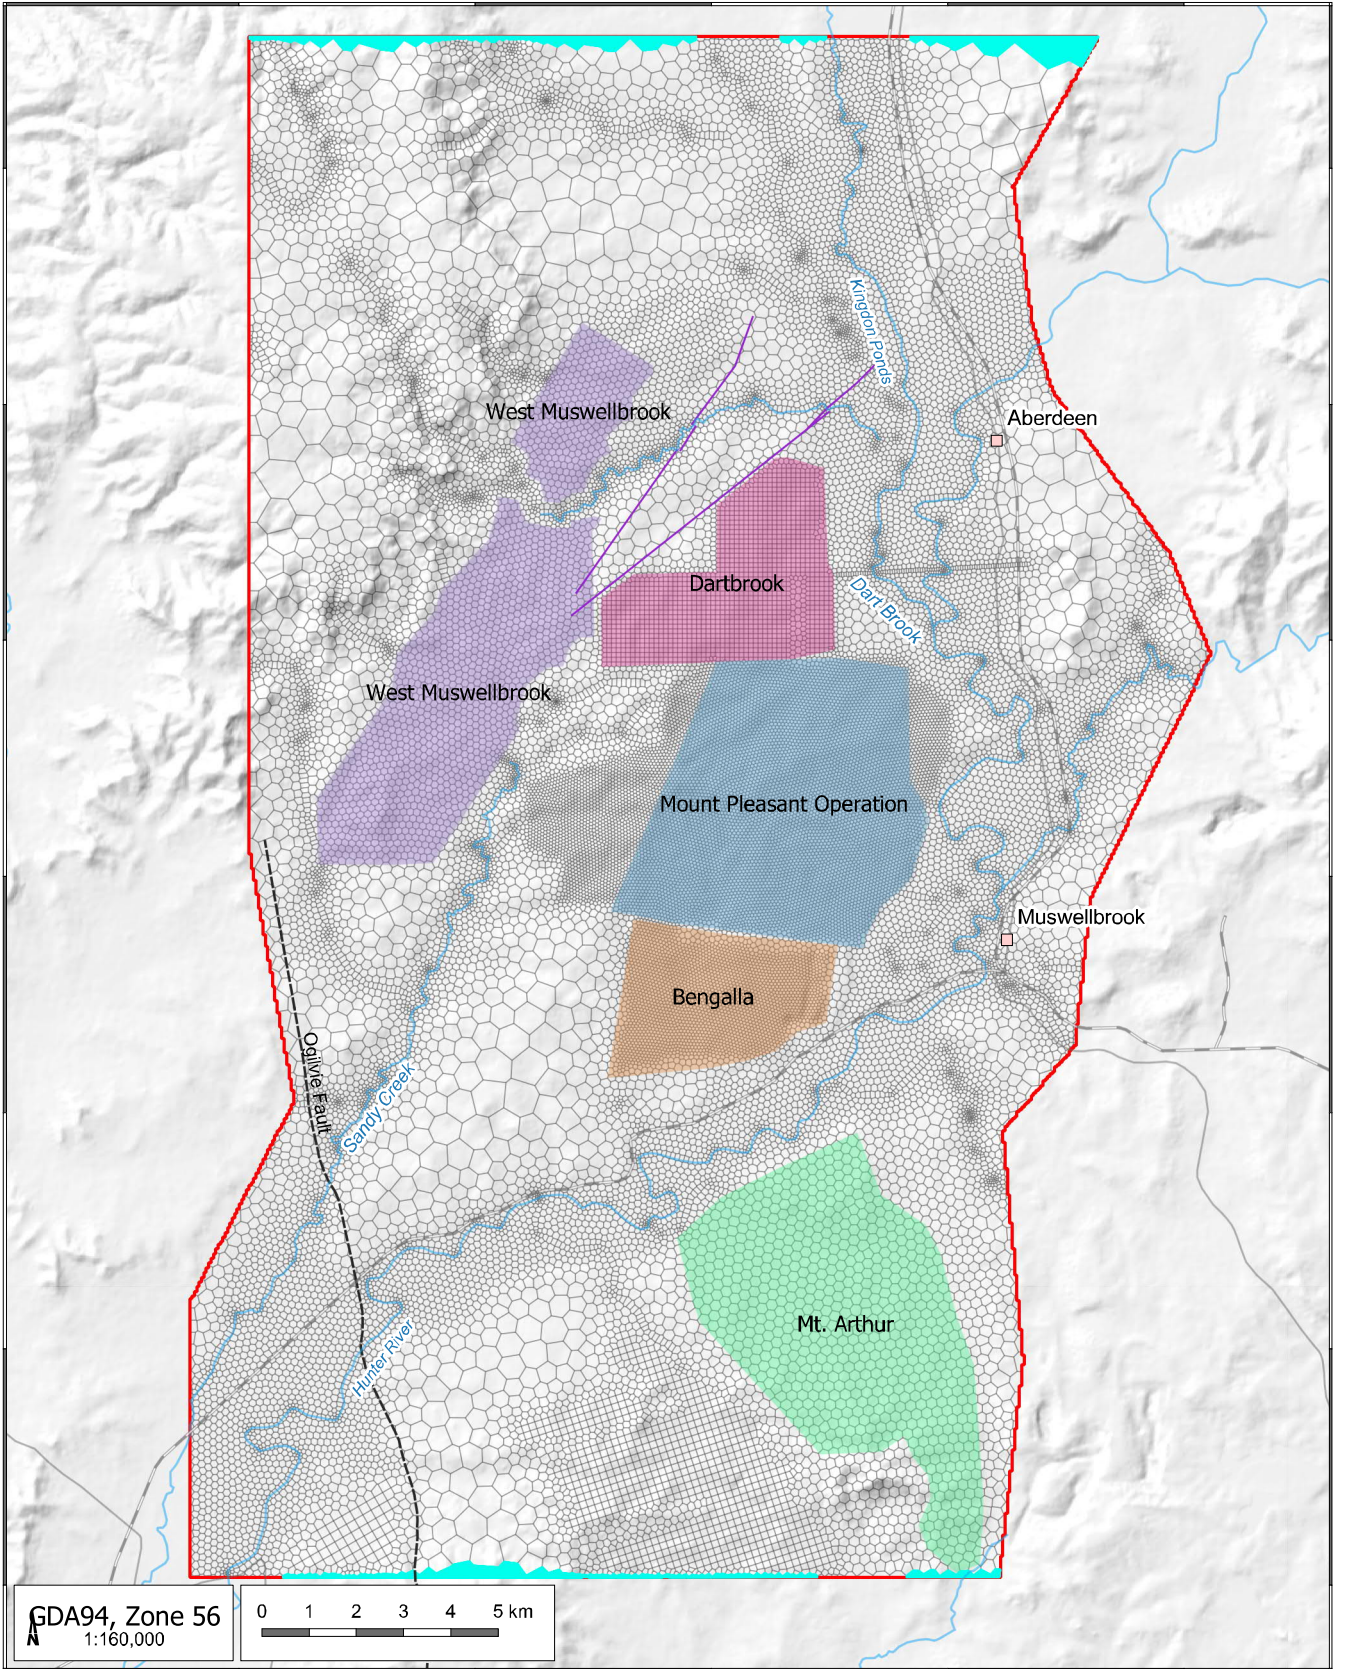 Kingdon Ponds
West Muswellbrook
Aberdeen
Dartbrook
Dart Brook
West Muswellbrook
Mount Pleasant Operation
Muswellbrook
Bengalla
Ogilvie Fault
Sandy Creek
Mt. Arthur
Hunter River
GDA94, Zone 56
N
1:160,000
0 1 2 3 4 5 km